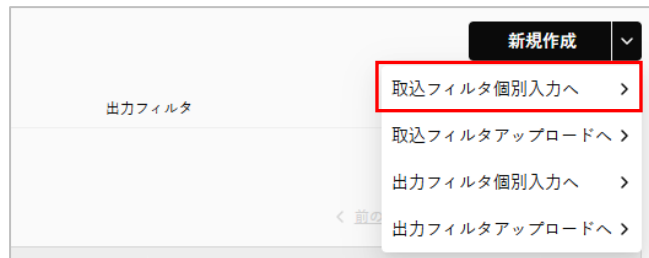 新規作成
取込フィルタ個別入力へ
出力フィルタ
取込フィルタアップロードへ
出力フィルタ個別入力へ
前の
出力フィルタアップロードへ